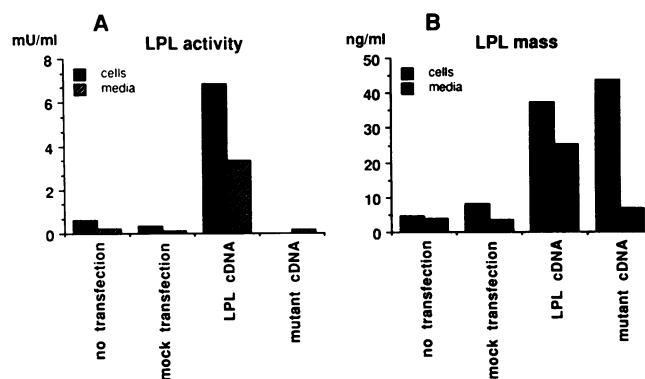 A
LPL activity
mU/ml
8
6
4
2
0
cells
media
no transfection
mock transfection
LPL cDNA
mutant cDNA
B
LPL mass
ng/ml
50
40
30
20
10
0
cells
media
no transfection
mock transfection
LPL cDNA
mutant cDNA